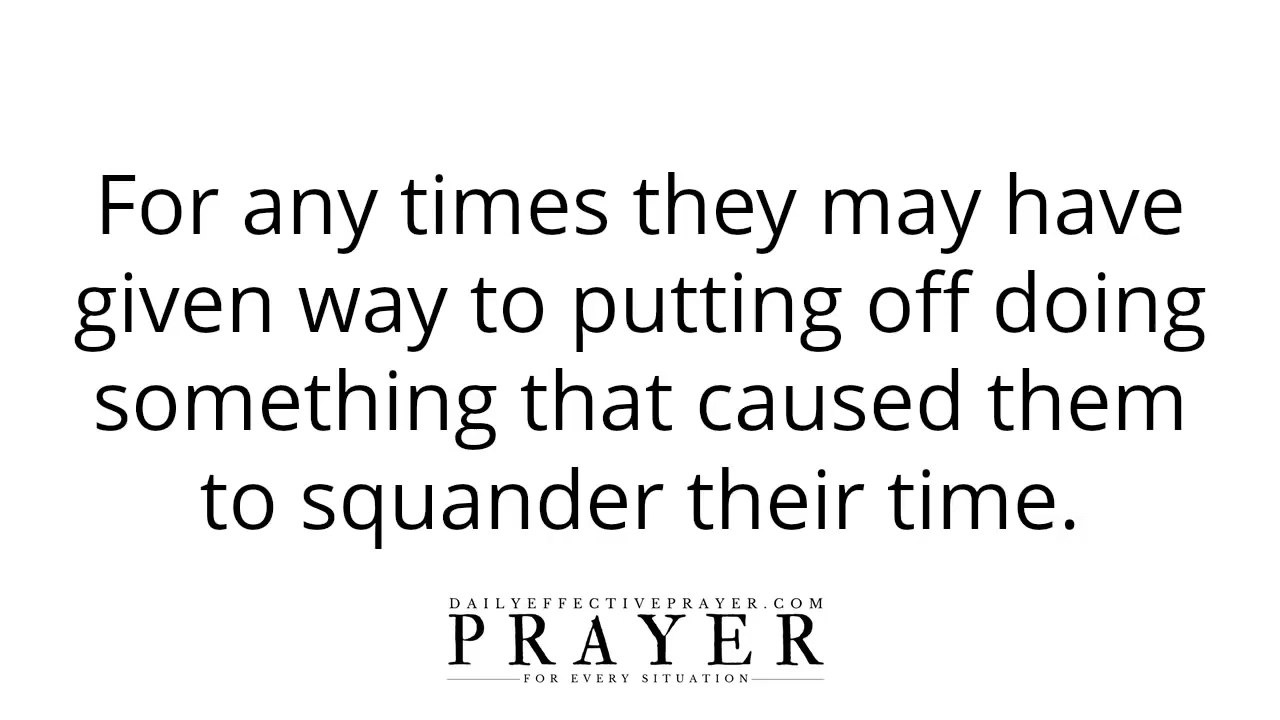 For any times they may have
given way to putting off doing
something that caused them
to squander their time.
DAILYEFFECTIVEPRAYER.COM
PRAYER
FOR EVERY SITUATION